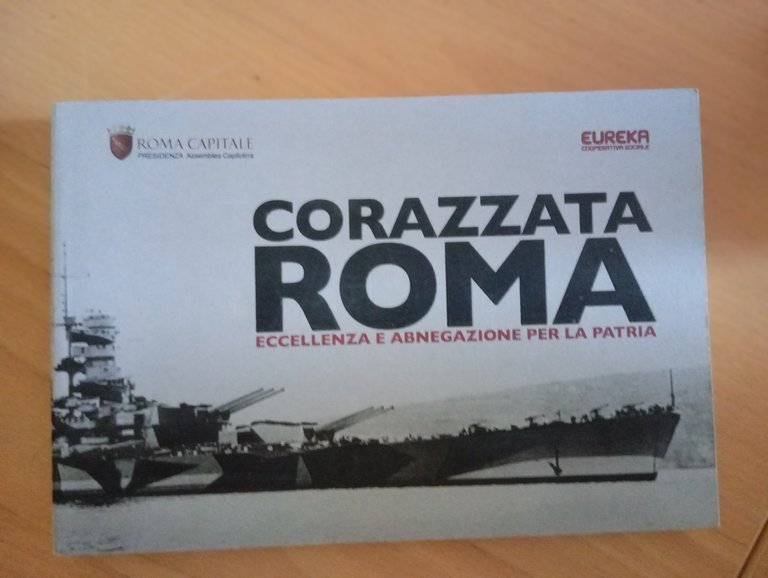 ROMA CAPITALE
PRESIDENZA Assemblea Capitolina
EUREKA
COOPERATIVA SOCIALE
CORAZZATA
ROMA
ECCELLENZA E ABNEGAZIONE PER LA PATRIA